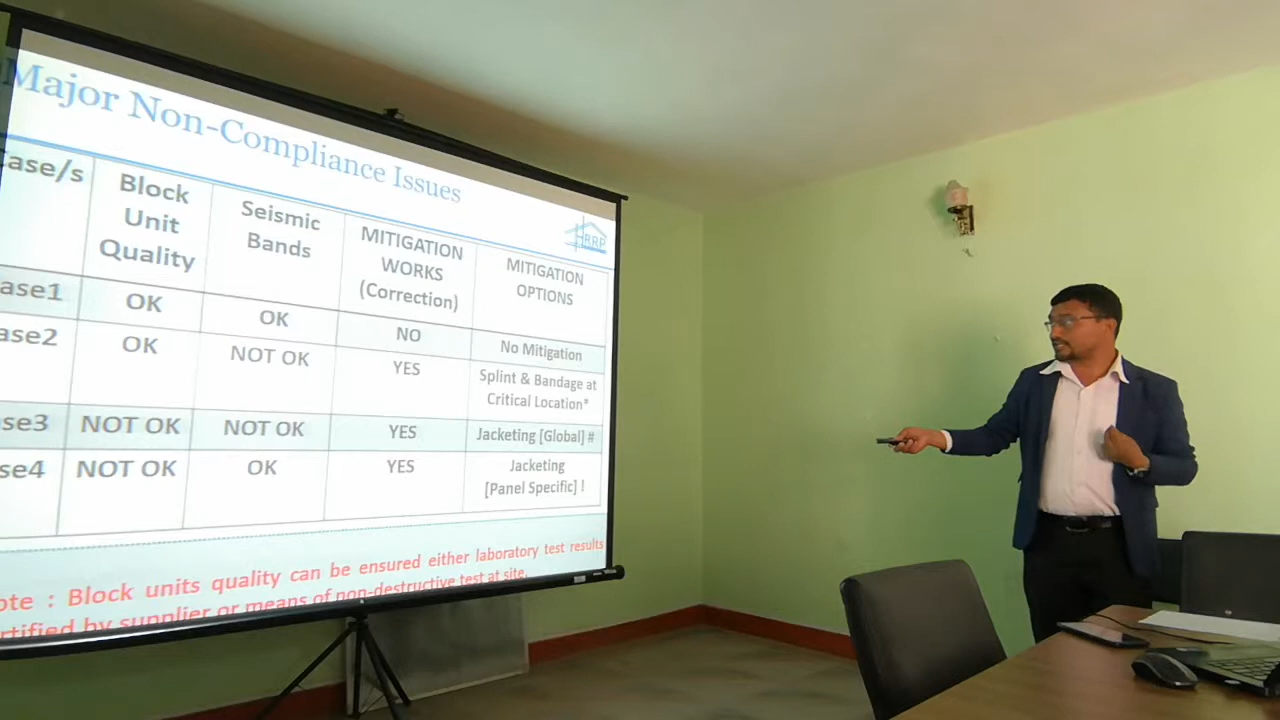 Major Non-Compliance Issues
HRRP
ase/s
Block
Unit
Quality
Seismic
Bands
MITIGATION
WORKS
(Correction)
MITIGATION
OPTIONS
ase1
OK
OK
NO
No Mitigation
ase2
OK
NOT OK
YES
Splint & Bandage at
Critical Location*
se3
NOT OK
NOT OK
YES
Jacketing [Global] #
se4
NOT OK
OK
YES
Jacketing
[Panel Specific] !
ote : Block units quality can be ensured either laboratory test results
rtified by supplier or means of non-destructive test at site.